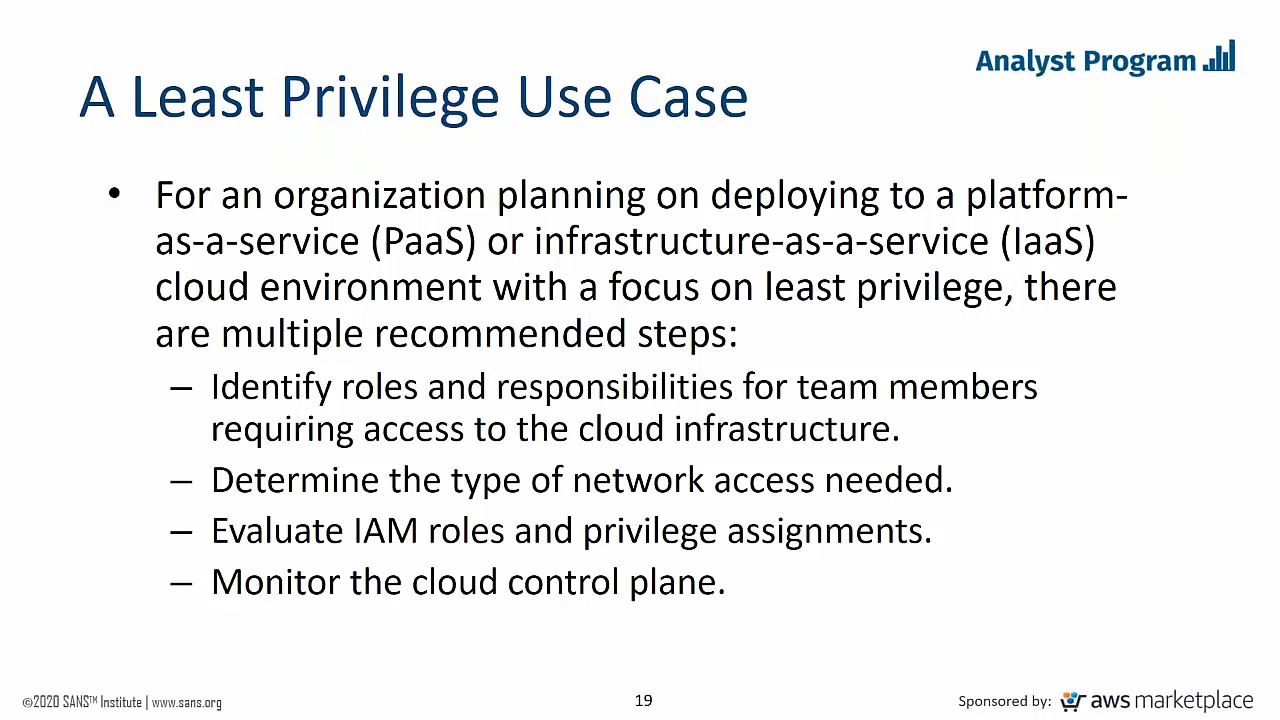 Analyst Program
A Least Privilege Use Case
• For an organization planning on deploying to a platform-
as-a-service (PaaS) or infrastructure-as-a-service (IaaS)
cloud environment with a focus on least privilege, there
are multiple recommended steps:
– Identify roles and responsibilities for team members
requiring access to the cloud infrastructure.
– Determine the type of network access needed.
– Evaluate IAM roles and privilege assignments.
– Monitor the cloud control plane.
©2020 SANS™ Institute | www.sans.org
19
Sponsored by: aws marketplace